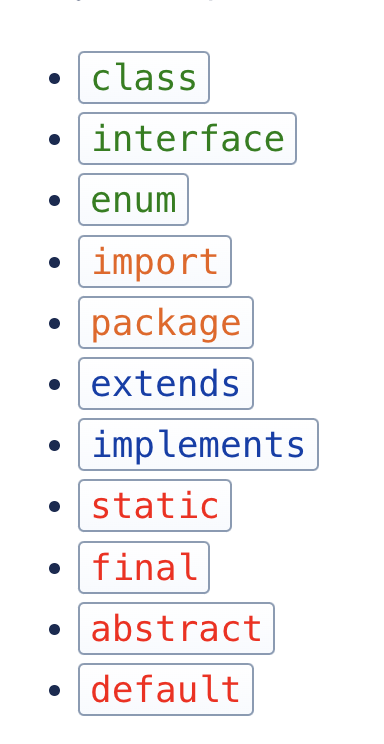 class
interface
enum
import
package
extends
implements
static
final
abstract
default